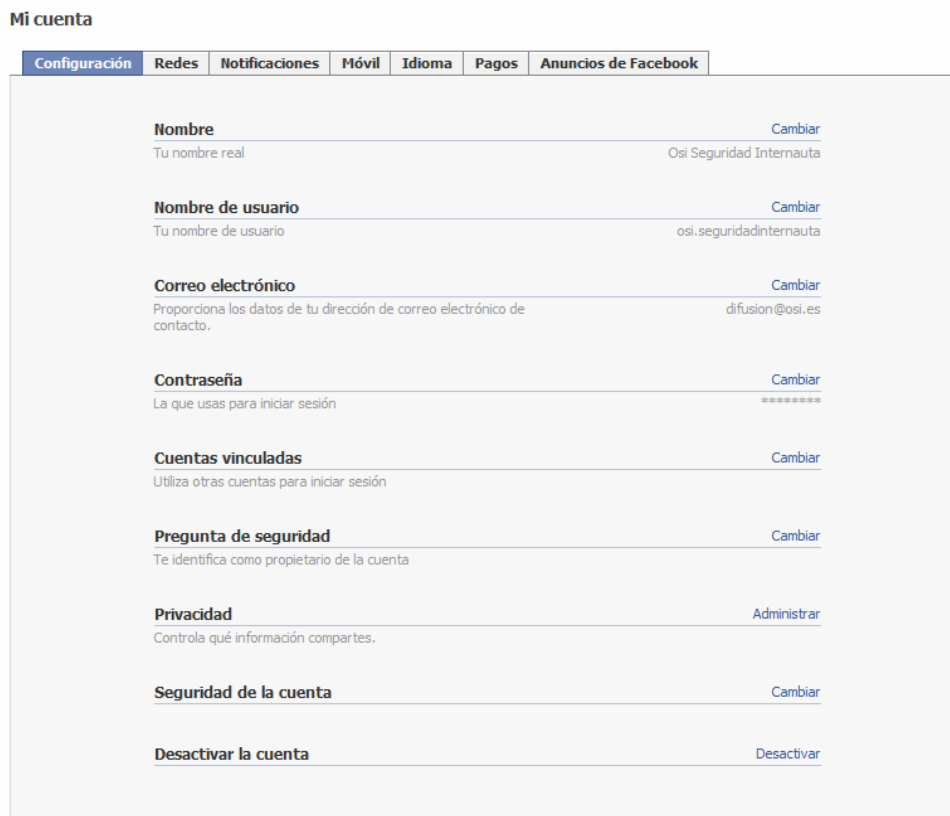 Mi cuenta
Configuración Redes Notificaciones Móvil Idioma Pagos Anuncios de Facebook
Nombre Cambiar
Tu nombre real Osi Seguridad Internauta
Nombre de usuario Cambiar
Tu nombre de usuario osi.seguridadinternauta
Correo electrónico Cambiar
Proporciona los datos de tu dirección de correo electrónico de difusion@osi.es
contacto.
Contraseña Cambiar
La que usas para iniciar sesión ********
Cuentas vinculadas Cambiar
Utiliza otras cuentas para iniciar sesión
Pregunta de seguridad Cambiar
Te identifica como propietario de la cuenta
Privacidad Administrar
Controla qué información compartes.
Seguridad de la cuenta Cambiar
Desactivar la cuenta Desactivar